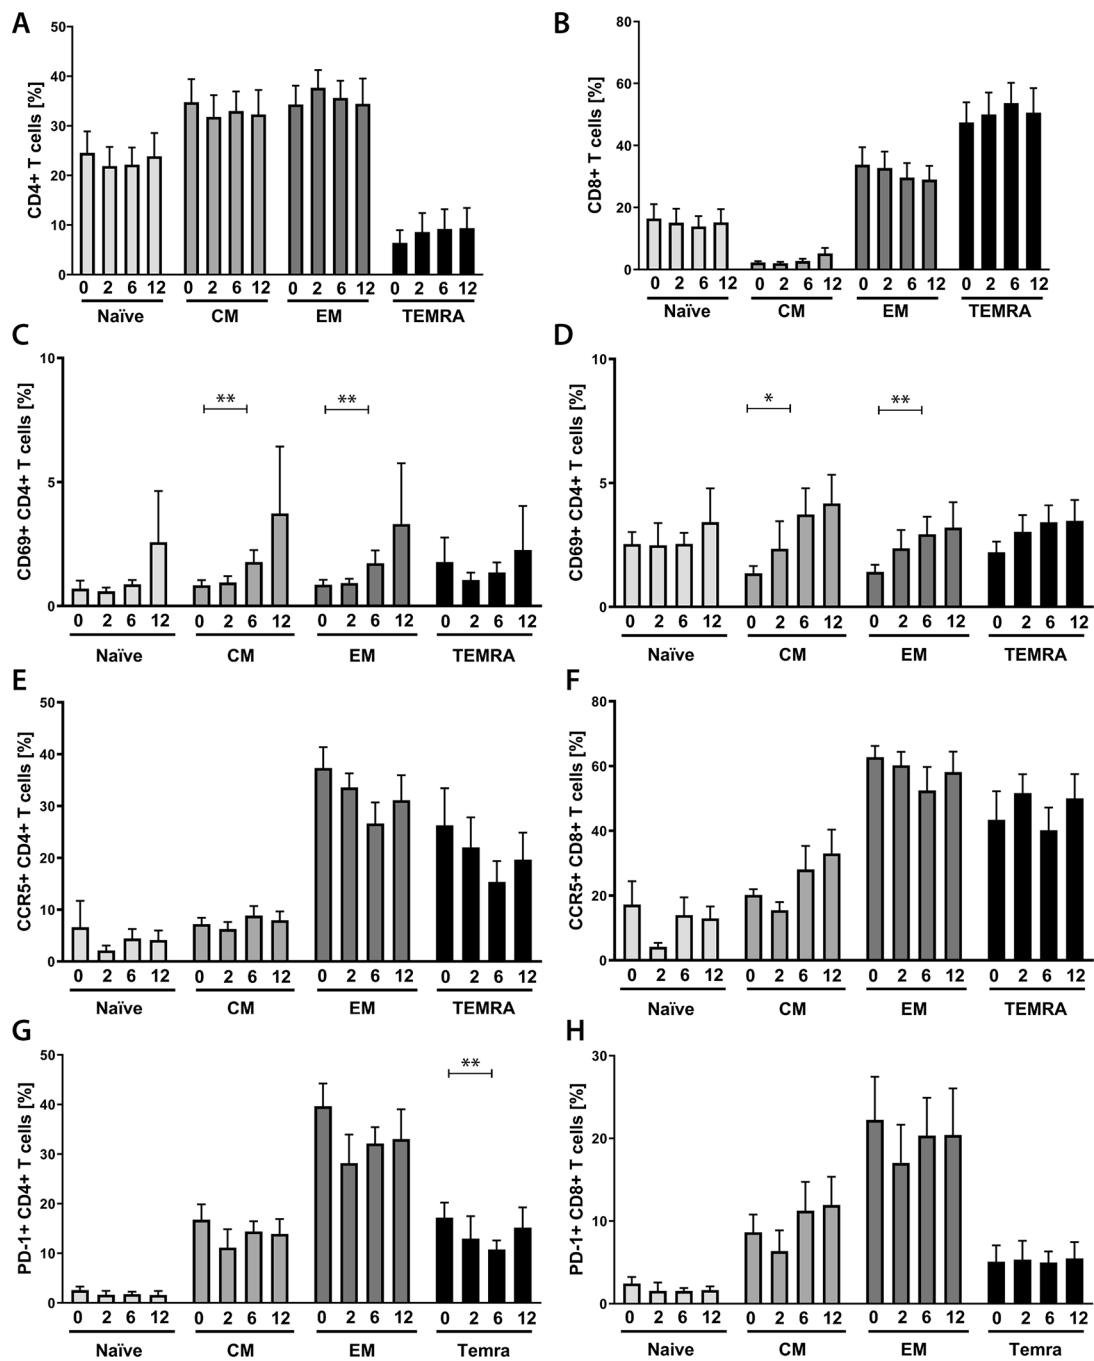 A
CD4+ T cells [%]
50
40
30
20
10
0
0 2 6 12 0 2 6 12 0 2 6 12 0 2 6 12
Naïve CM EM TEMRA
B
CD8+ T cells [%]
80
60
40
20
0
0 2 6 12 0 2 6 12 0 2 6 12 0 2 6 12
Naïve CM EM TEMRA
C
CD69+ CD4+ T cells [%]
10
5
0
** **
0 2 6 12 0 2 6 12 0 2 6 12 0 2 6 12
Naïve CM EM TEMRA
D
CD69+ CD4+ T cells [%]
10
5
0
* **
0 2 6 12 0 2 6 12 0 2 6 12 0 2 6 12
Naïve CM EM TEMRA
E
CCR5+ CD4+ T cells [%]
50
40
30
20
10
0
0 2 6 12 0 2 6 12 0 2 6 12 0 2 6 12
Naïve CM EM TEMRA
F
CCR5+ CD8+ T cells [%]
80
60
40
20
0
0 2 6 12 0 2 6 12 0 2 6 12 0 2 6 12
Naïve CM EM TEMRA
G
PD-1+ CD4+ T cells [%]
50
40
30
20
10
0
**
0 2 6 12 0 2 6 12 0 2 6 12 0 2 6 12
Naïve CM EM Temra
H
PD-1+ CD8+ T cells [%]
30
20
10
0
0 2 6 12 0 2 6 12 0 2 6 12 0 2 6 12
Naive CM EM Temra